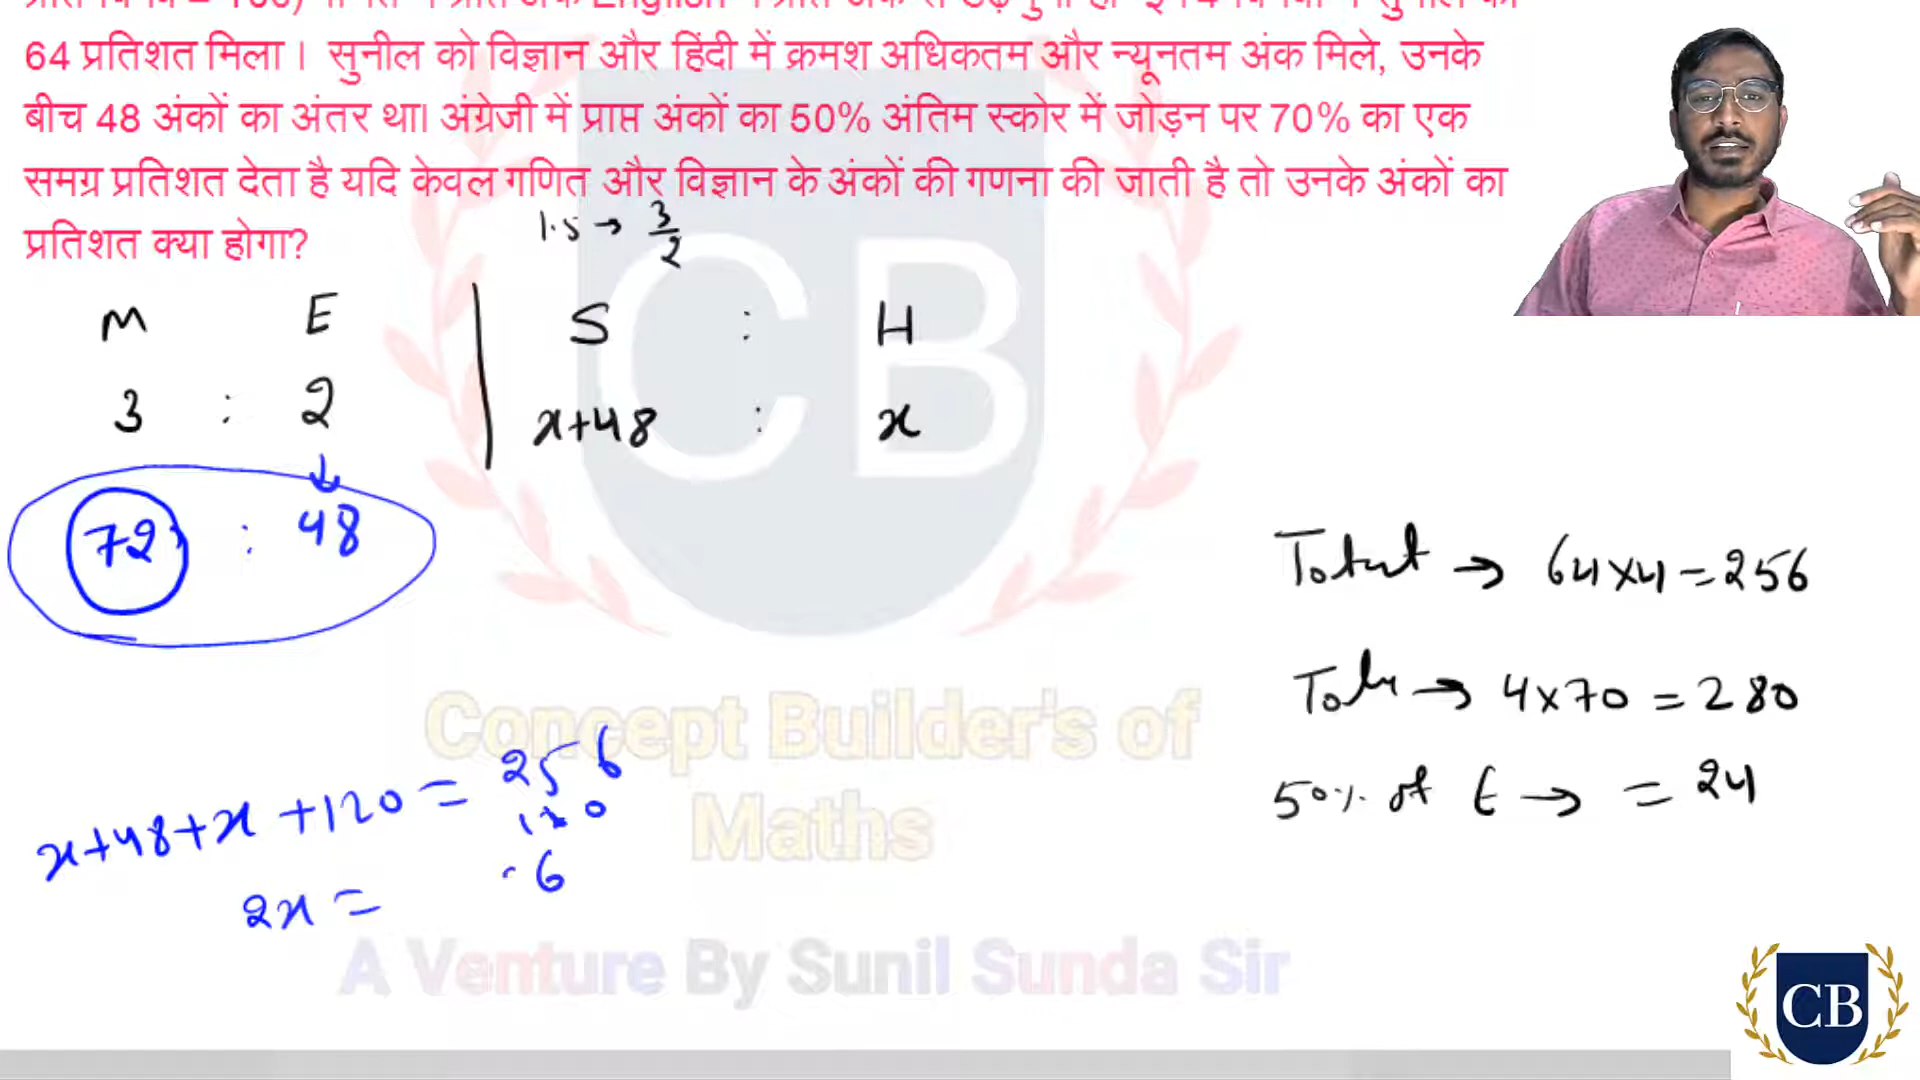 64 प्रतिशत मिला। सुनील को विज्ञान और हिंदी में क्रमश अधिकतम और न्यूनतम अंक मिले, उनके
बीच 48 अंकों का अंतर था। अंग्रेजी में प्राप्त अंकों का 50% अंतिम स्कोर में जोड़न पर 70% का एक
समग्र प्रतिशत देता है यदि केवल गणित और विज्ञान के अंकों की गणना की जाती है तो उनके अंकों का
प्रतिशत क्या होगा?
1.5 → 3/2
M E S : H
3 : 2 x+48 : x
72 : 48
Total → 64×4=256
→ 4×70 = 280
50% of E → = 24
x+48+x+120 = 256
120
6
2x =
Concept Builder's of
Maths
A Venture By Sunil Sunda Sir
CB
CB